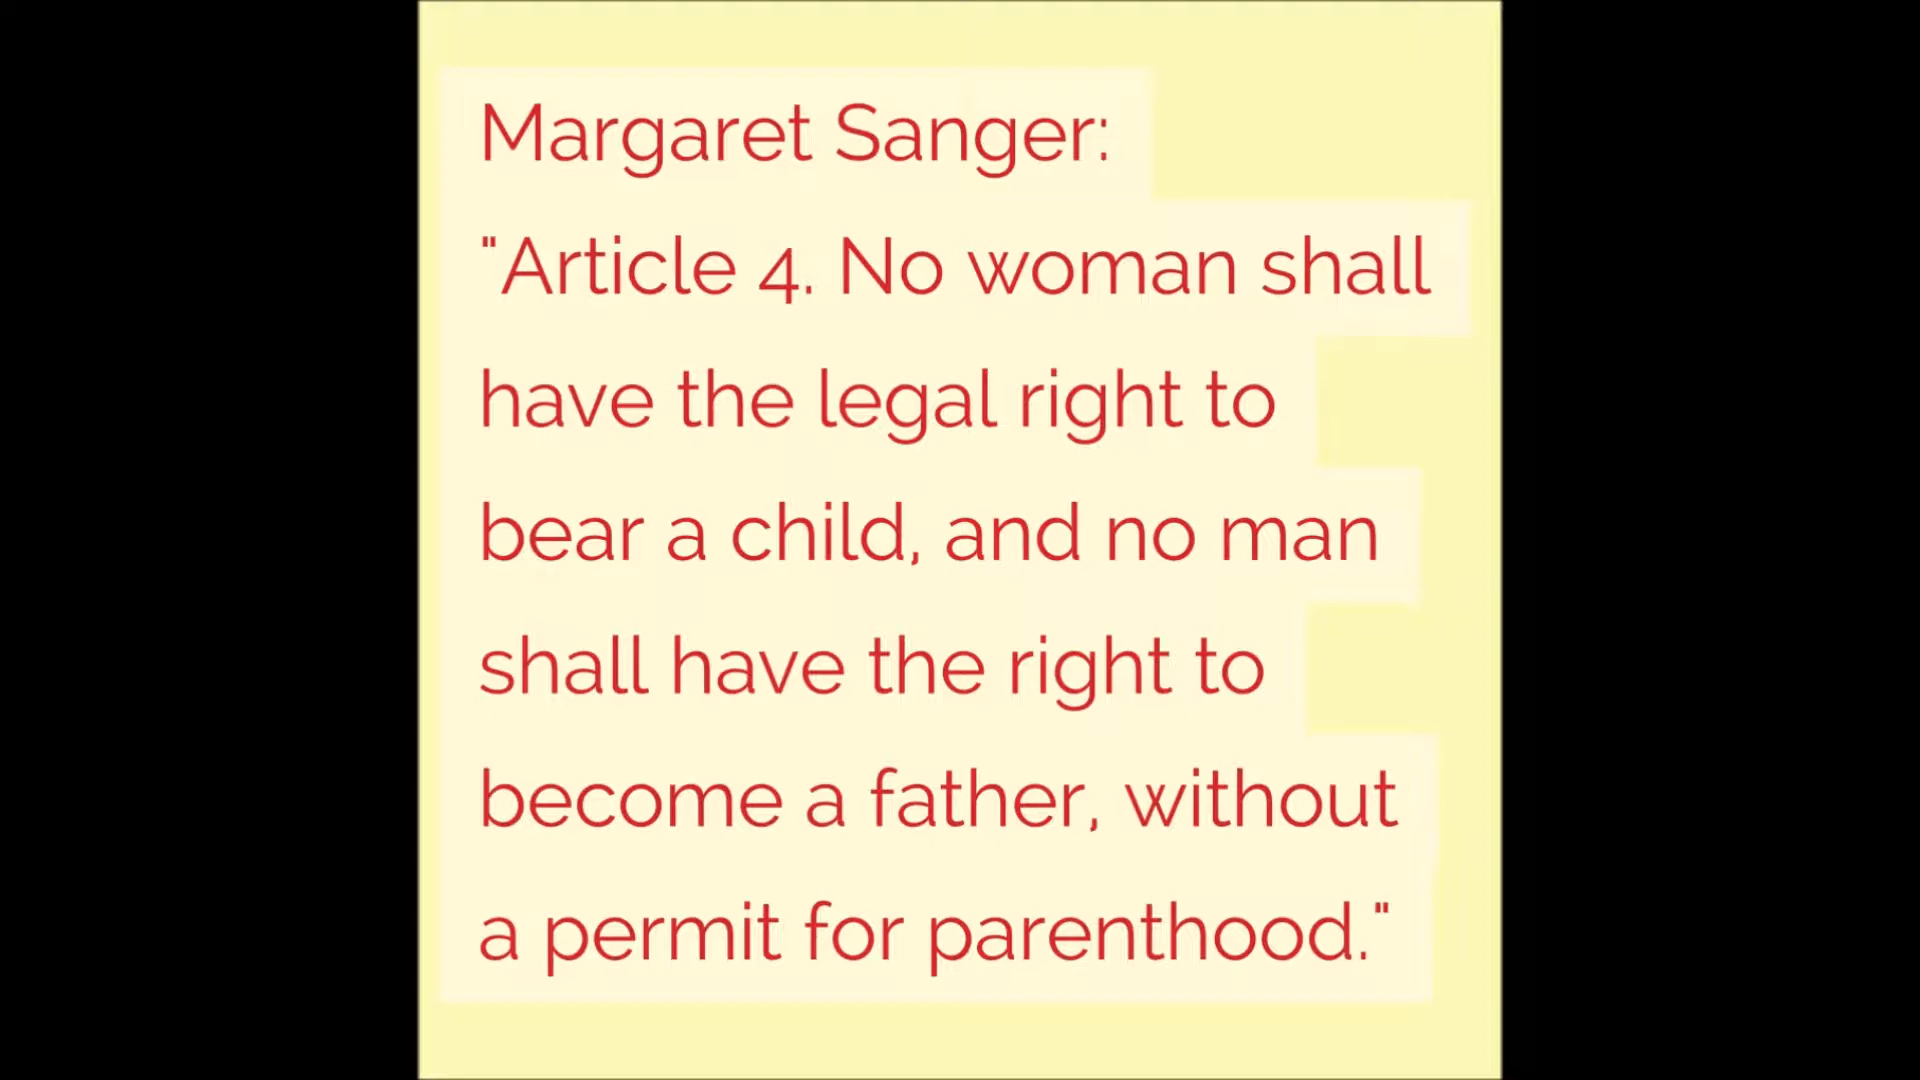 Margaret Sanger:
"Article 4. No woman shall
have the legal right to
bear a child, and no man
shall have the right to
become a father, without
a permit for parenthood."